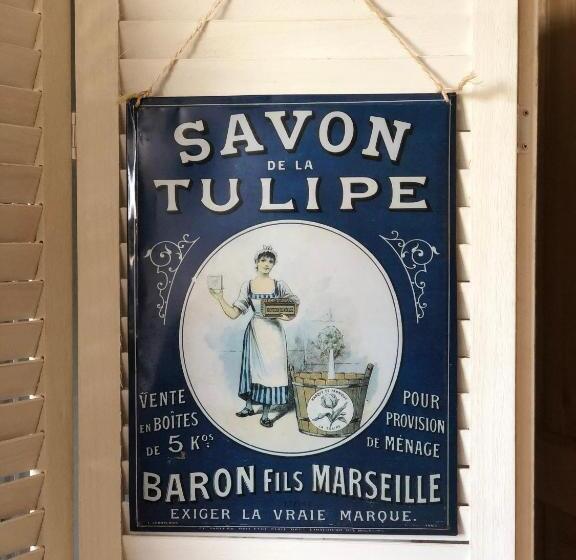 SAVON
DE LA
TULIPE
VENTE
EN BOÎTES
DE 5 KOS
POUR
PROVISION
DE MÉNAGE
BARON FILS MARSEILLE
EXIGER LA VRAIE MARQUE.